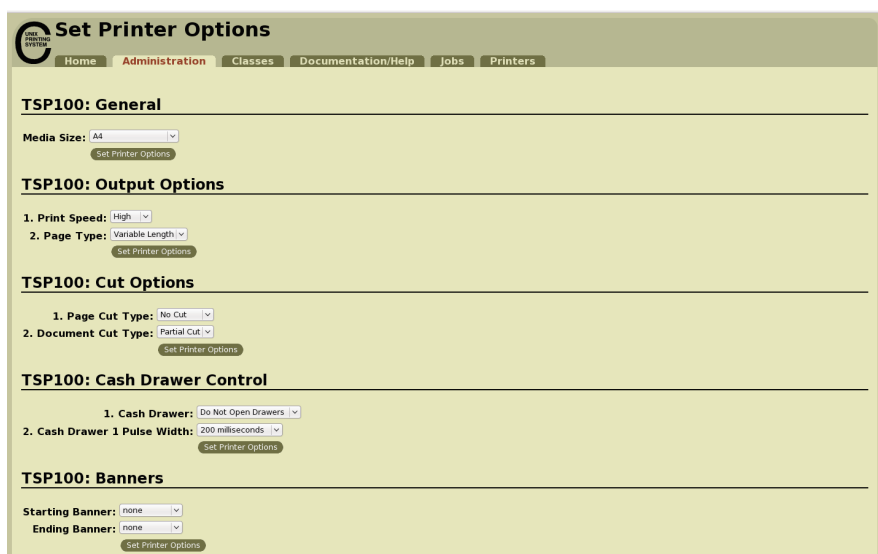 UNIX
PRINTING
SYSTEM
Set Printer Options
Home Administration Classes Documentation/Help Jobs Printers
TSP100: General
Media Size: A4
Set Printer Options
TSP100: Output Options
1. Print Speed: High
2. Page Type: Variable Length
Set Printer Options
TSP100: Cut Options
1. Page Cut Type: No Cut
2. Document Cut Type: Partial Cut
Set Printer Options
TSP100: Cash Drawer Control
1. Cash Drawer: Do Not Open Drawers
2. Cash Drawer 1 Pulse Width: 200 milliseconds
Set Printer Options
TSP100: Banners
Starting Banner: none
Ending Banner: none
Set Printer Options